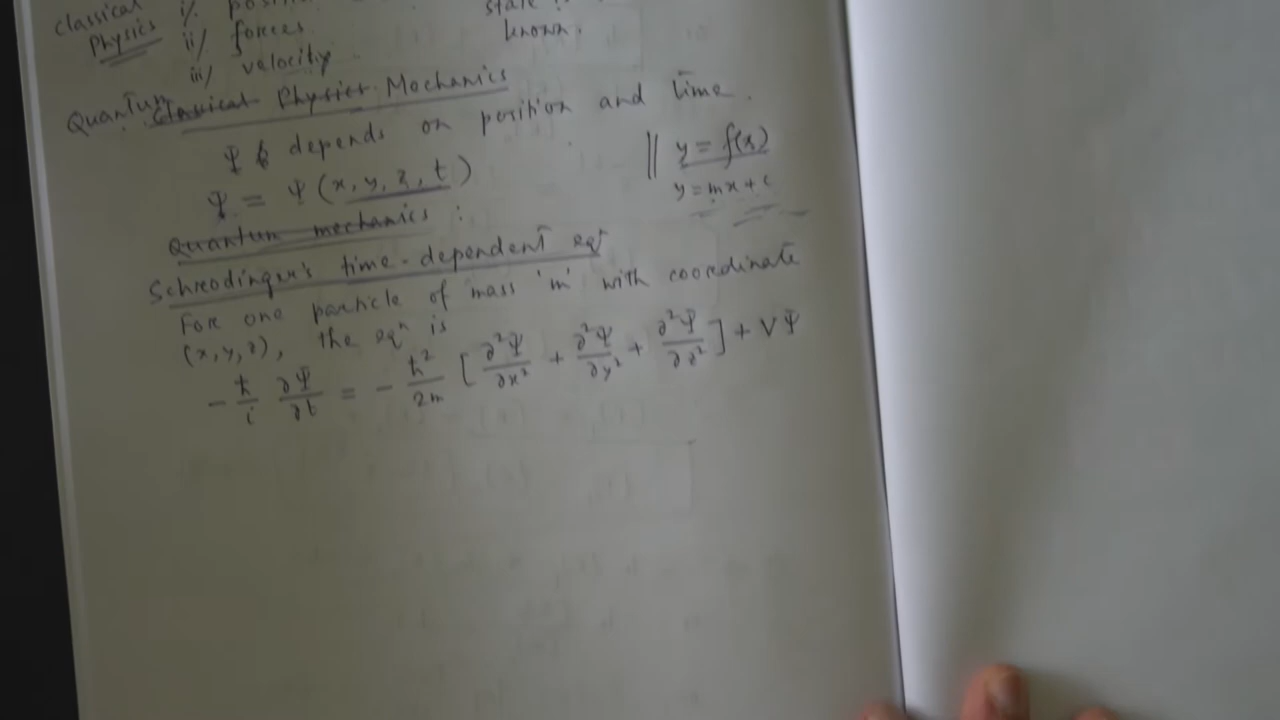 Classical i/ position state is
Physics ii/ forces known.
iii/ velocity
Quantum Classical Physics Mechanics
Ψ depends on position and time.
Ψ = Ψ (x, y, z, t) || y = f(x)
y = mx + c
Quantum mechanics :
Schrodinger's time-dependent eqⁿ
For one particle of mass 'm' with coordinate
(x, y, z), the eqⁿ is
- ħ/i ∂Ψ/∂t = - ħ²/2m [ ∂²Ψ/∂x² + ∂²Ψ/∂y² + ∂²Ψ/∂z² ] + VΨ